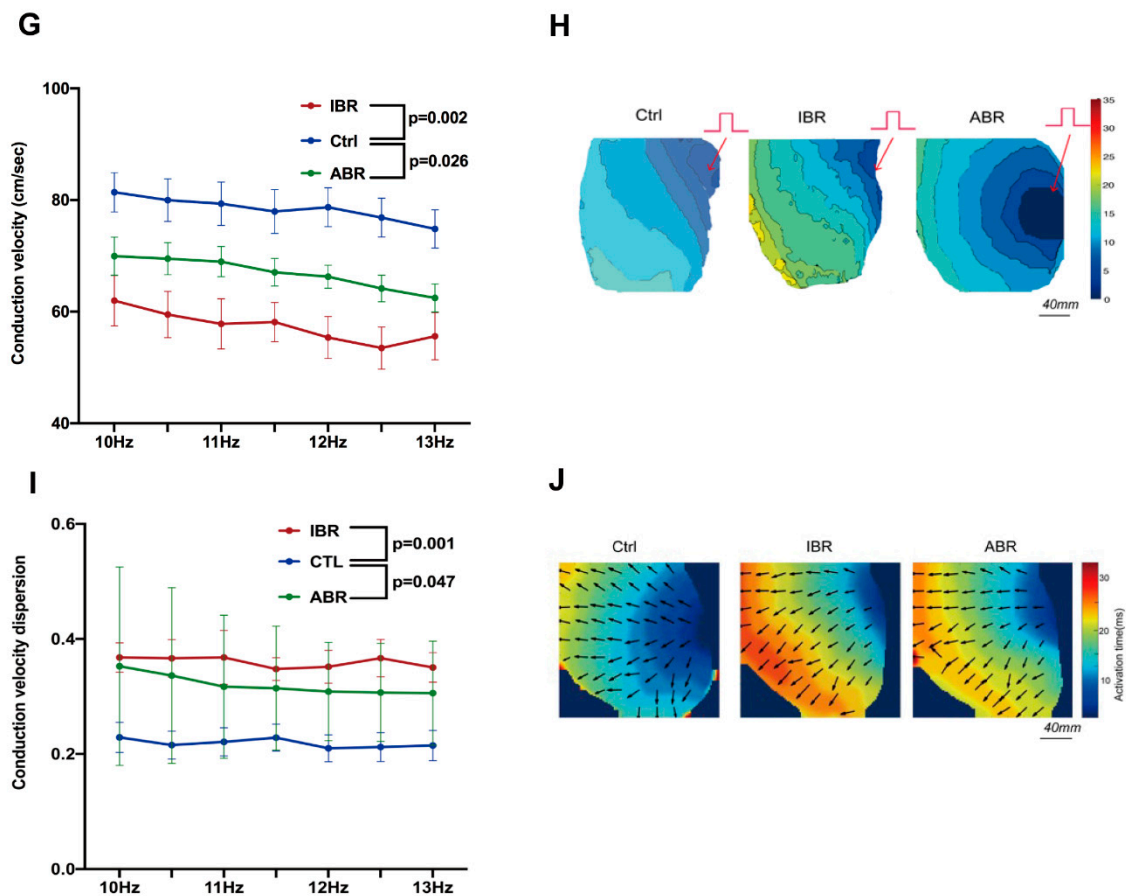 G
Conduction velocity (cm/sec)
100
80
60
40
10Hz 11Hz 12Hz 13Hz
IBR
Ctrl
ABR
p=0.002
p=0.026
H
Ctrl IBR ABR
35
30
25
20
15
10
5
0
40mm
I
Conduction velocity dispersion
0.6
0.4
0.2
0.0
10Hz 11Hz 12Hz 13Hz
IBR
CTL
ABR
p=0.001
p=0.047
J
Ctrl IBR ABR
30
20
10
Activation time(ms)
40mm